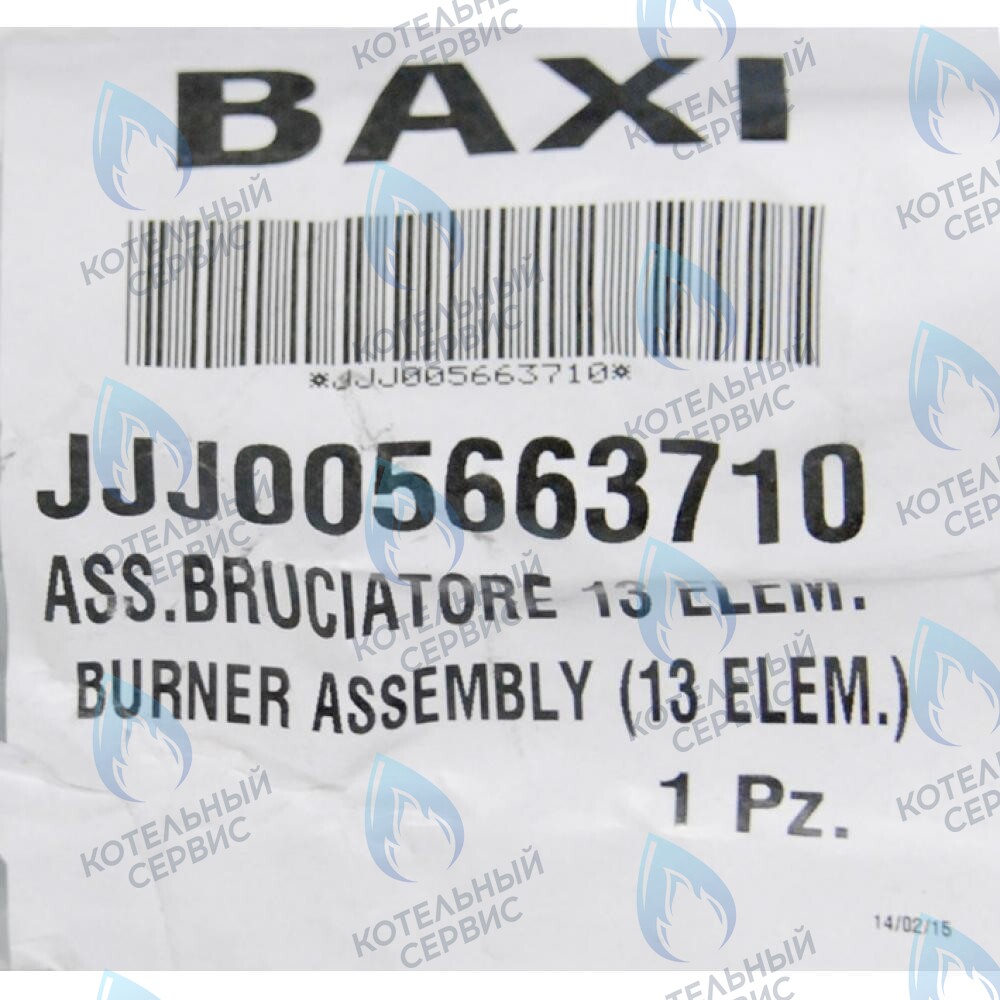 BAXI
*JJJ005663710*
JJJ005663710
ASS.BRUCIATORE 13 ELEM.
BURNER ASSEMBLY (13 ELEM.)
1 Pz.
14/02/15
КОТЕЛЬНЫЙ
СЕРВИС